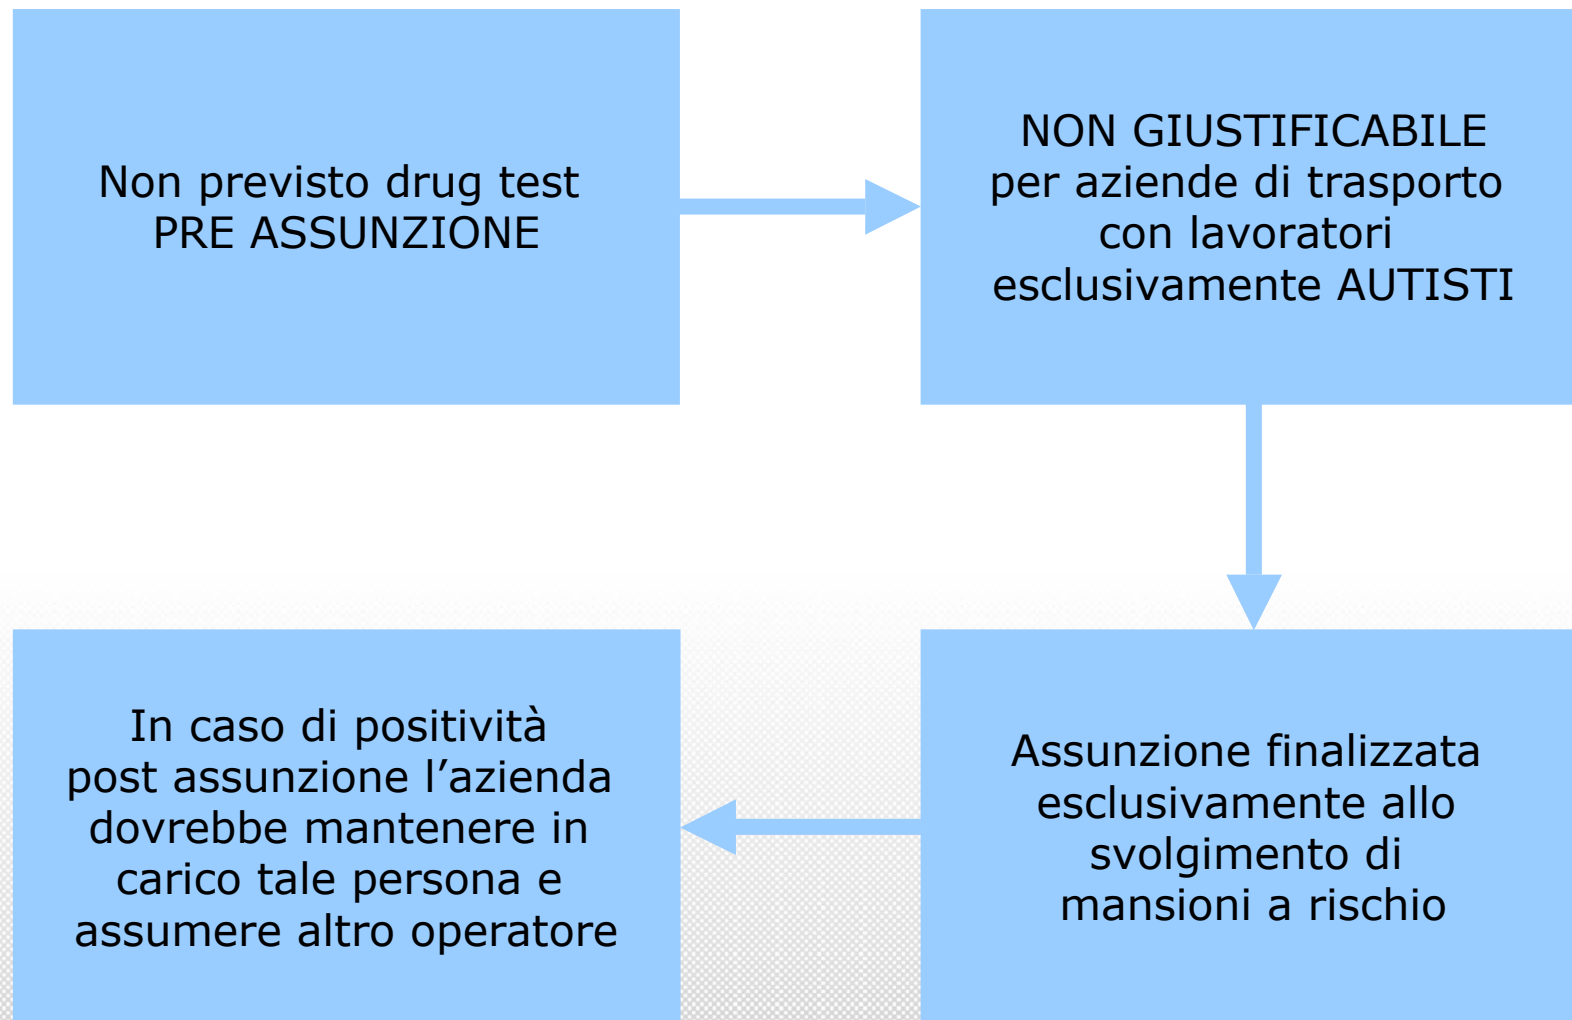 Non previsto drug test
PRE ASSUNZIONE
NON GIUSTIFICABILE
per aziende di trasporto
con lavoratori
esclusivamente AUTISTI
Assunzione finalizzata
esclusivamente allo
svolgimento di
mansioni a rischio
In caso di positività
post assunzione l’azienda
dovrebbe mantenere in
carico tale persona e
assumere altro operatore